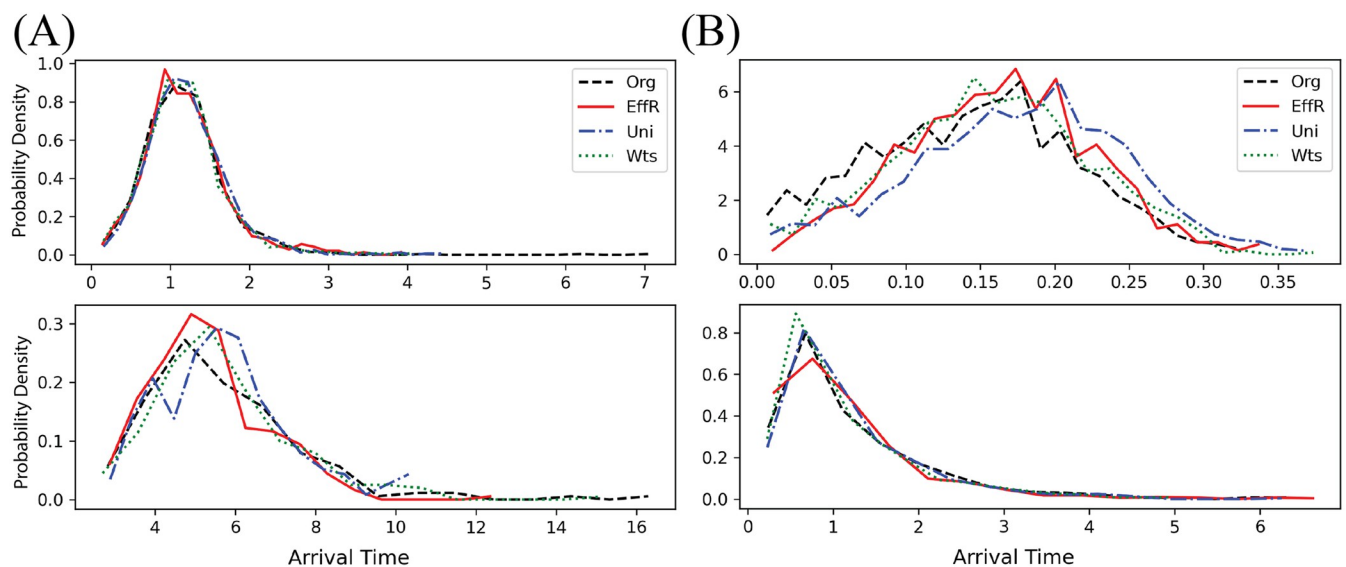 (A)
(B)
Probability Density
1.0
0.8
0.6
0.4
0.2
0.0
0 1 2 3 4 5 6 7
Org
EffR
Uni
Wts
6
4
2
0
0.00 0.05 0.10 0.15 0.20 0.25 0.30 0.35
Org
EffR
Uni
Wts
Probability Density
0.3
0.2
0.1
0.0
4 6 8 10 12 14 16
Arrival Time
0.8
0.6
0.4
0.2
0.0
0 1 2 3 4 5 6
Arrival Time